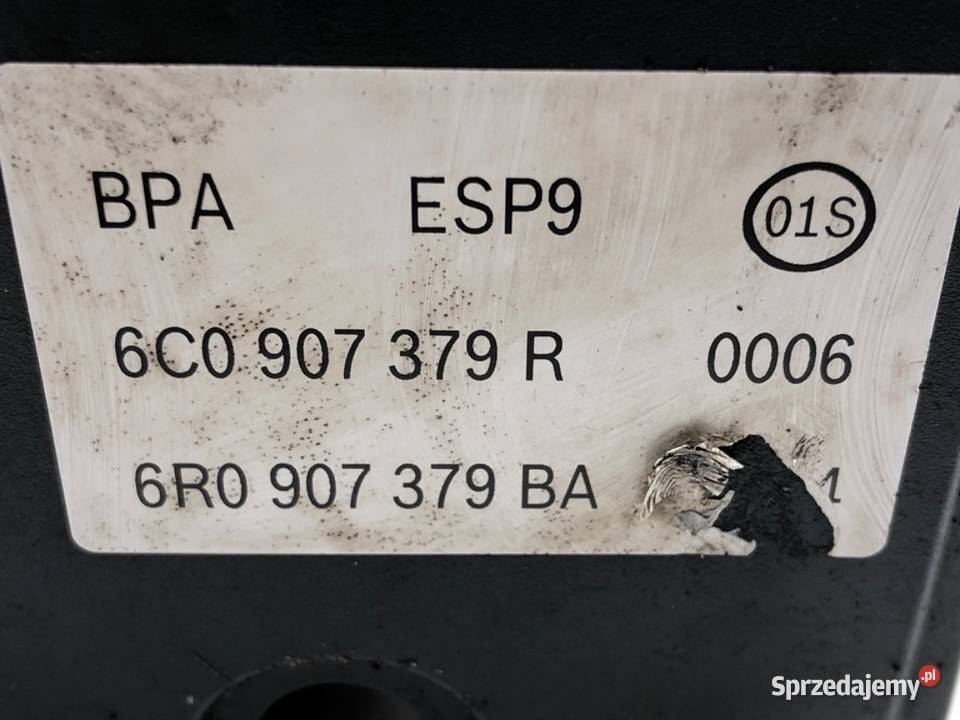 BPA ESP9 01S
6C0 907 379 R 0006
6R0 907 379 BA
Sprzedajemy.pl